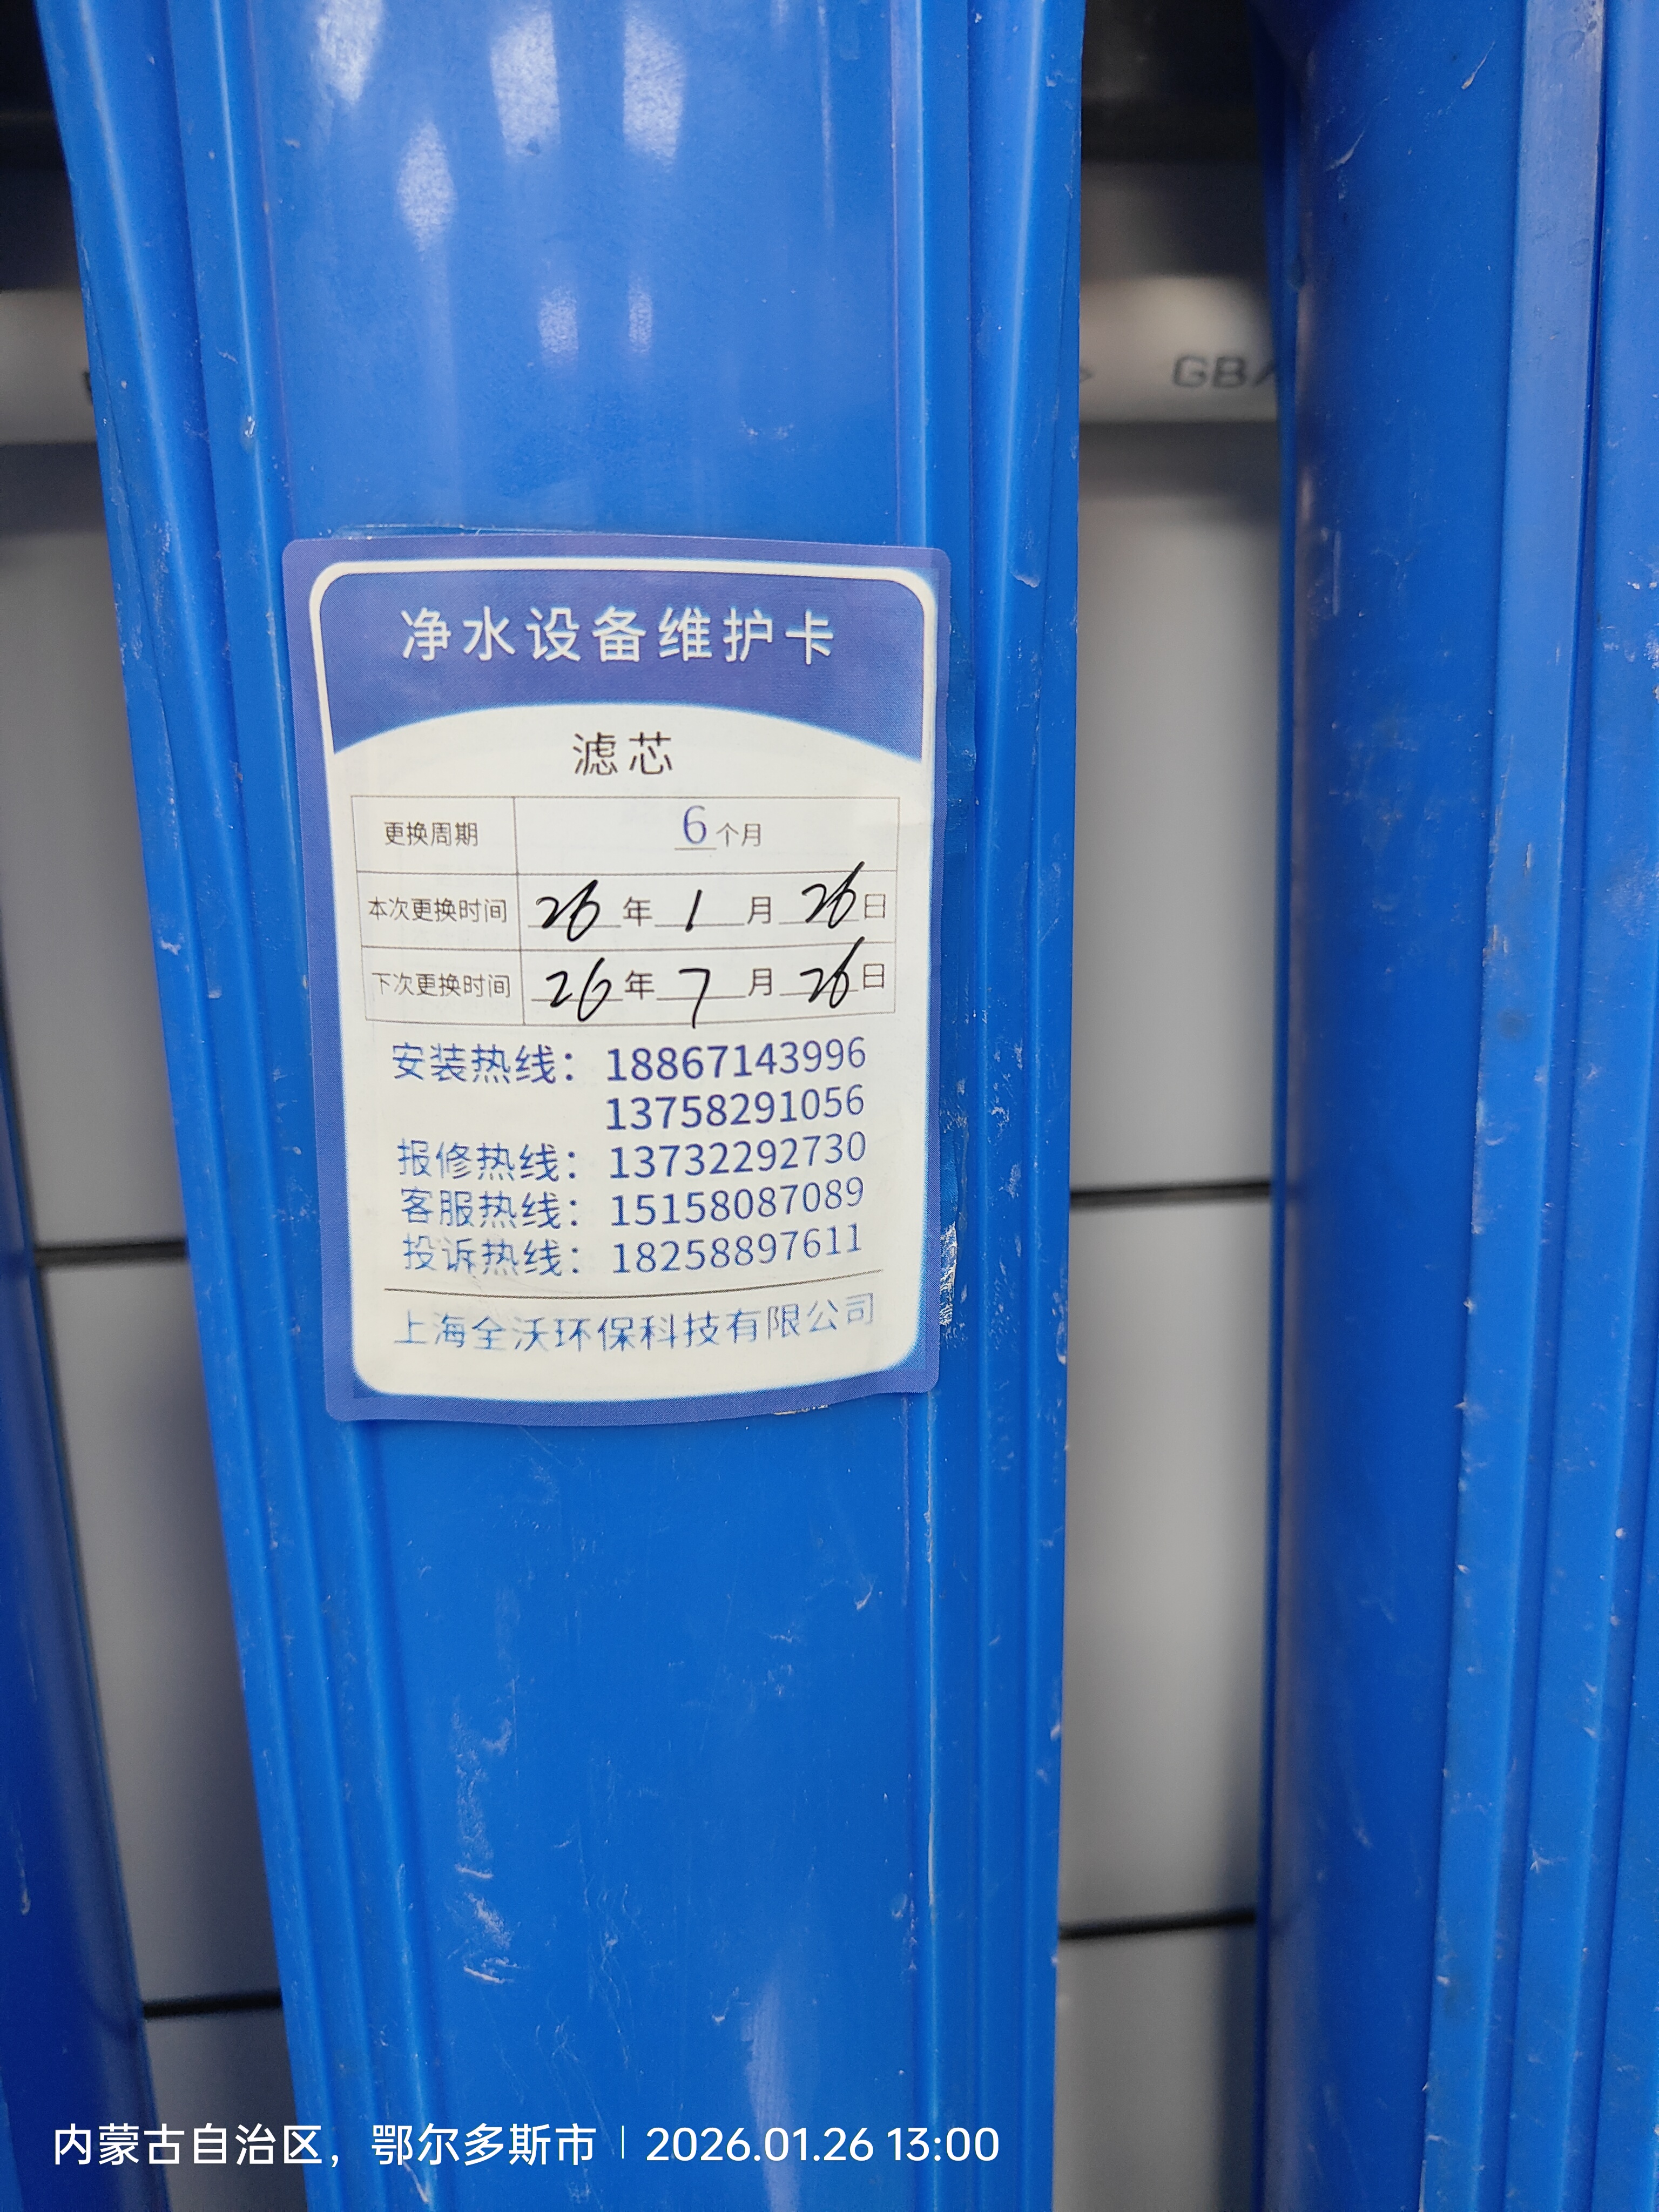 GBA
净水设备维护卡
滤芯
更换周期 6个月
本次更换时间 26年1月26日
下次更换时间 26年7月26日
安装热线：18867143996
13758291056
报修热线：13732292730
客服热线：15158087089
投诉热线：18258897611
上海全沃环保科技有限公司
内蒙古自治区，鄂尔多斯市 | 2026.01.26 13:00